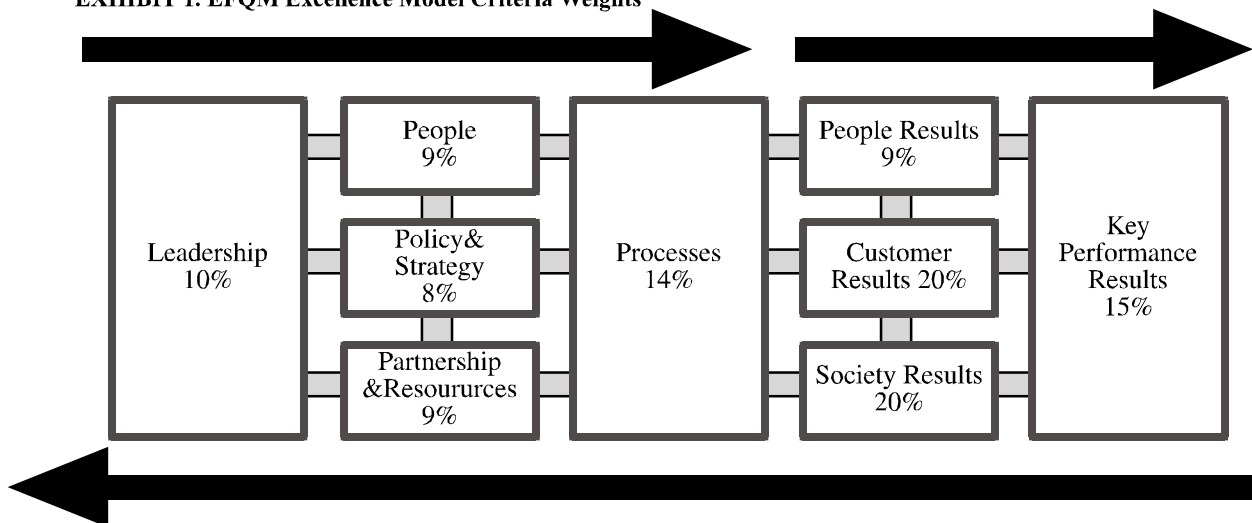 EXHIBIT 1. EFQM Excellence Model Criteria Weights
Leadership
10%
People
9%
Policy&
Strategy
8%
Partnership
&Resoururces
9%
Processes
14%
People Results
9%
Customer
Results 20%
Society Results
20%
Key
Performance
Results
15%